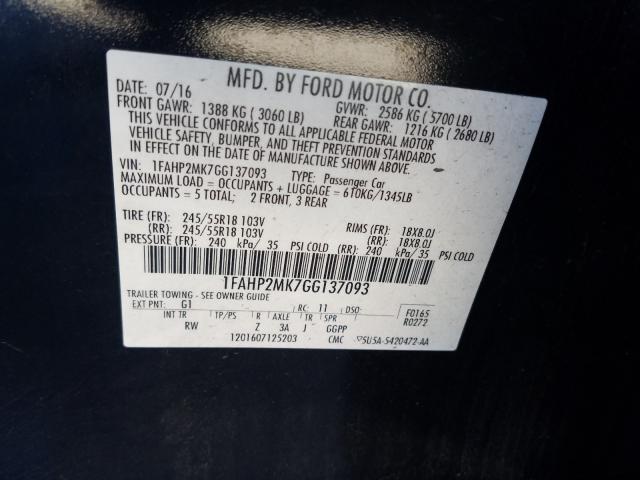 MFD. BY FORD MOTOR CO.
DATE: 07/16 GVWR: 2586 KG ( 5700 LB)
FRONT GAWR: 1388 KG ( 3060 LB) REAR GAWR: 1216 KG ( 2680 LB)
THIS VEHICLE CONFORMS TO ALL APPLICABLE FEDERAL MOTOR
VEHICLE SAFETY, BUMPER, AND THEFT PREVENTION STANDARDS
IN EFFECT ON THE DATE OF MANUFACTURE SHOWN ABOVE.
VIN: 1FAHP2MK7GG137093 TYPE: Passenger Car
MAXIMUM LOAD = OCCUPANTS + LUGGAGE = 610KG/1345LB
OCCUPANTS = 5 TOTAL: 2 FRONT, 3 REAR
TIRE (FR): 245/55R18 103V RIMS (FR): 18X8.0J
(RR): 245/55R18 103V (RR): 18X8.0J
PRESSURE (FR): 240 kPa/ 35 PSI COLD (RR): 240 kPa/ 35 PSI COLD
1FAHP2MK7GG137093
TRAILER TOWING - SEE OWNER GUIDE
EXT PNT: G1 RC: 11 DSO: F0165
INT TR TP/PS R AXLE TR SPR R0272
RW Z 3A J GGPP
1201607125203 CMC 5U5A-5420472-AA